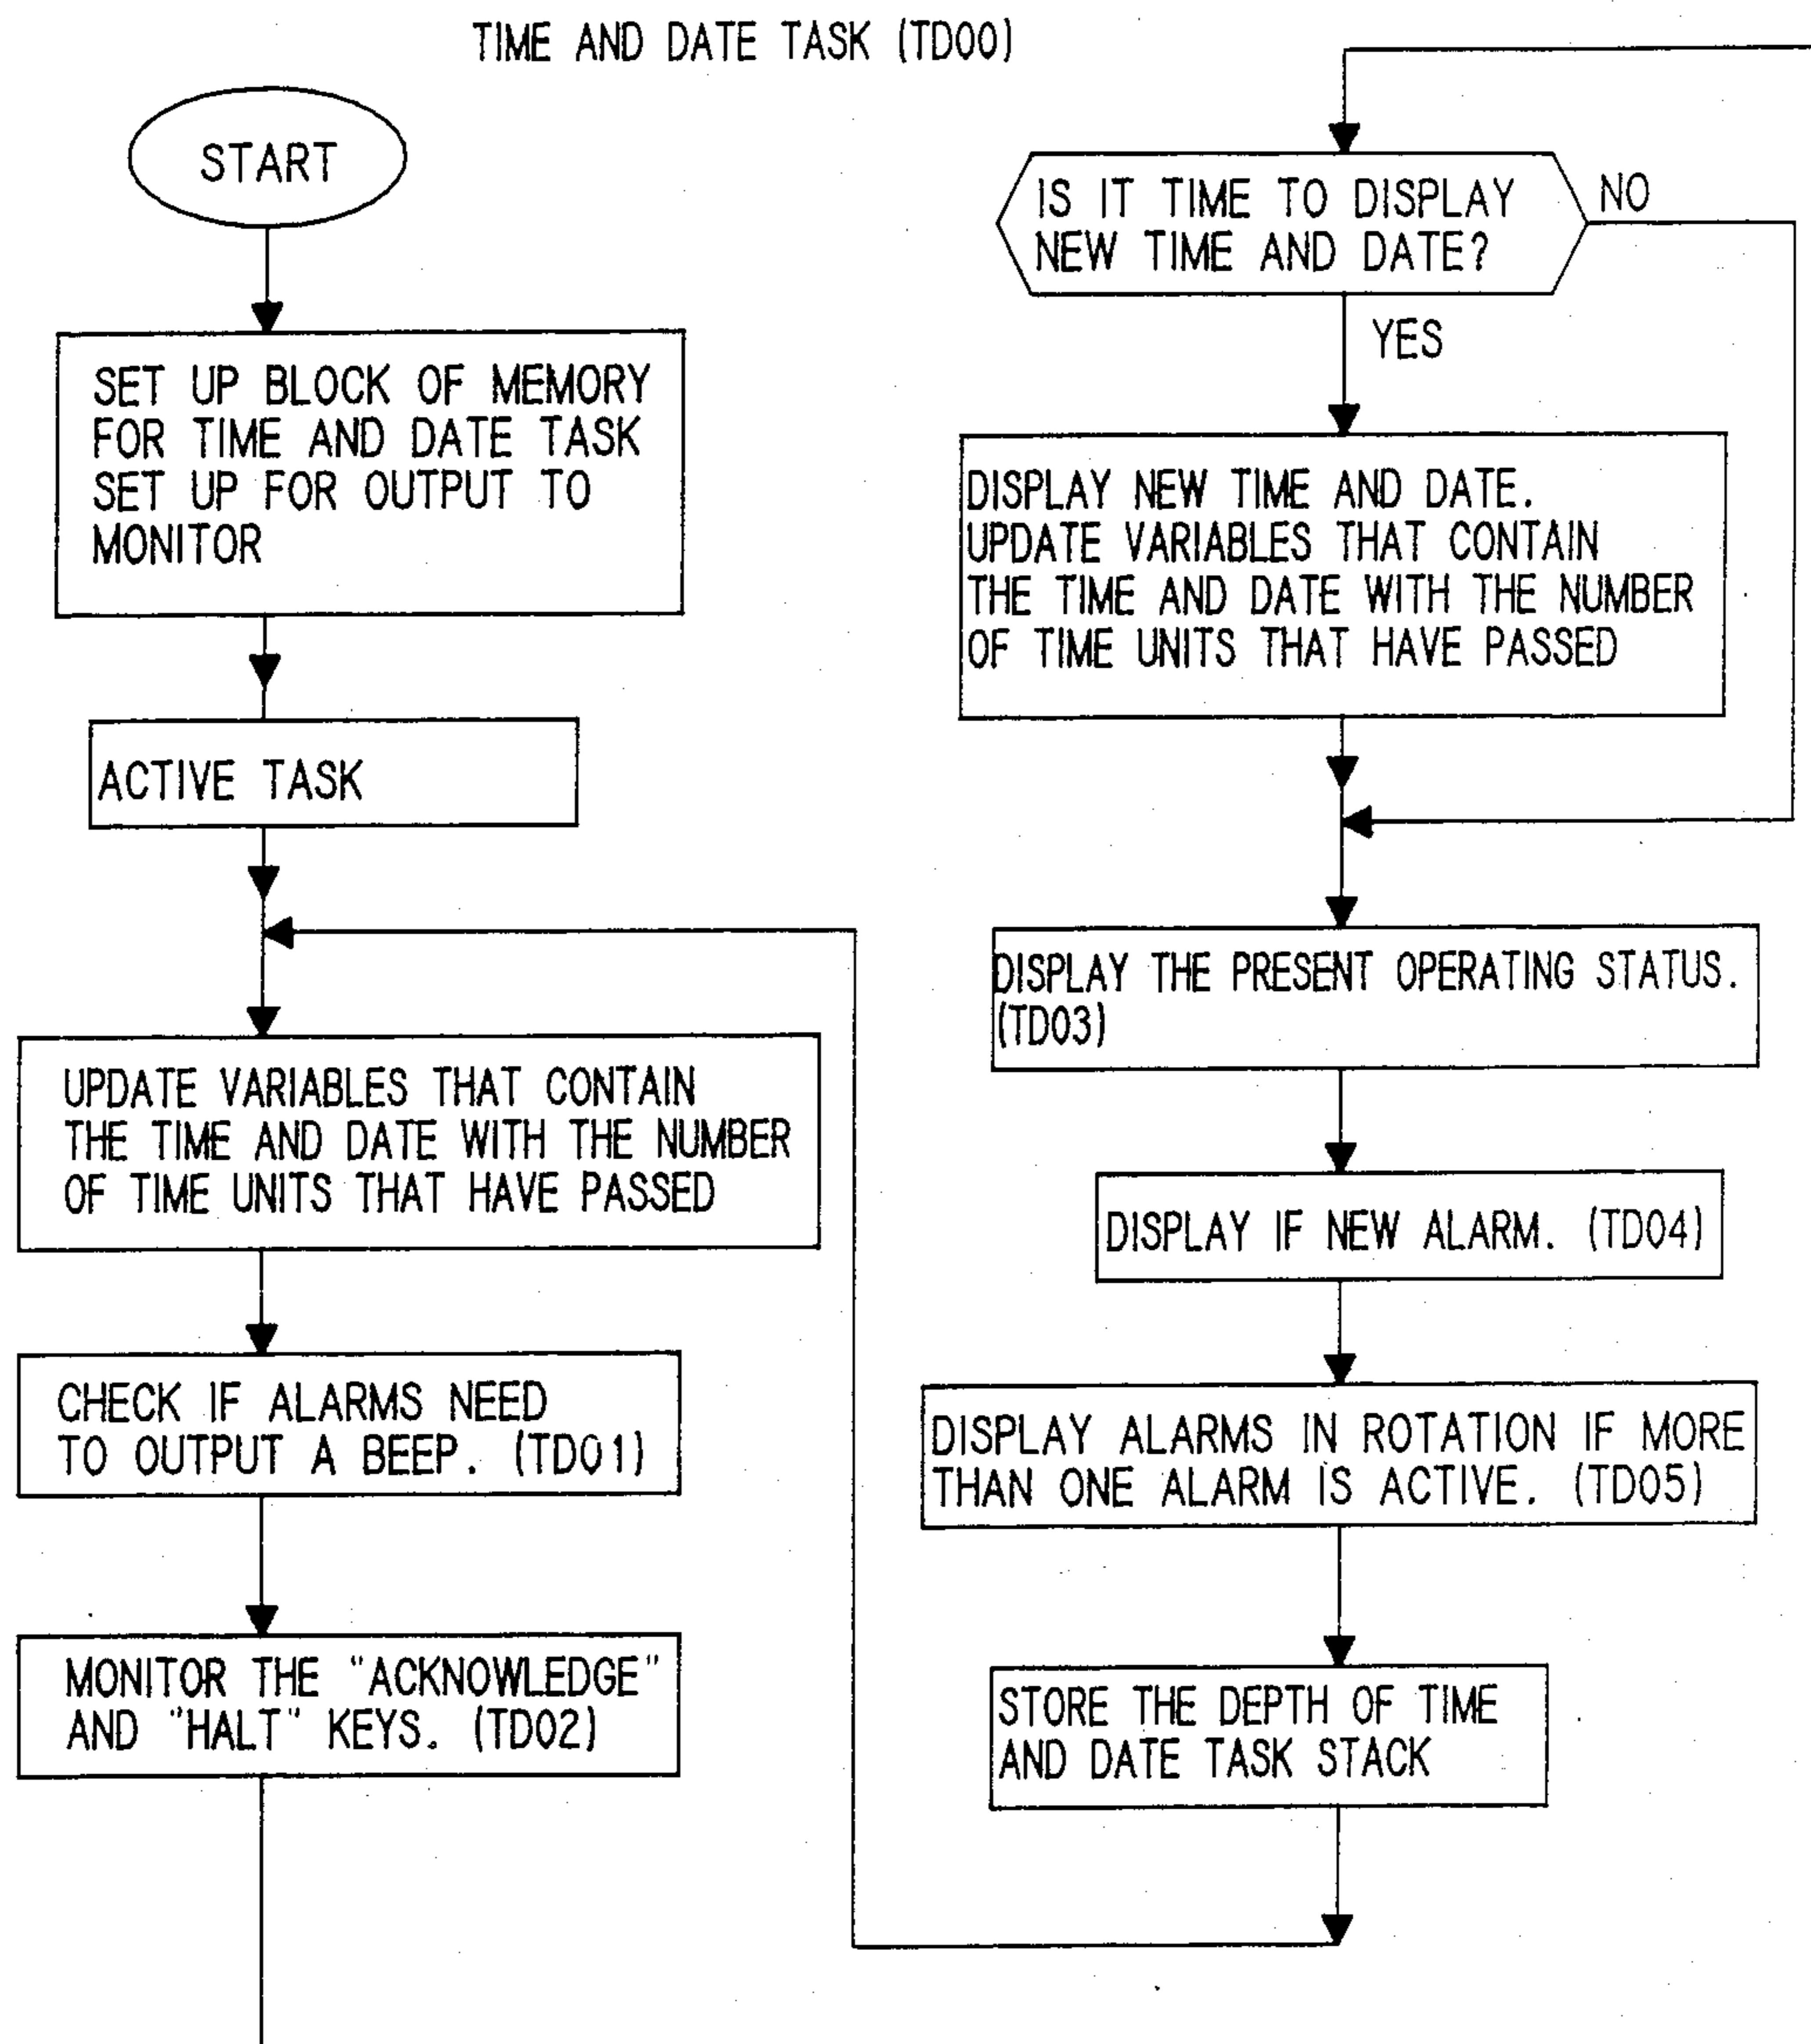 TIME AND DATE TASK (TD00)
START
SET UP BLOCK OF MEMORY
FOR TIME AND DATE TASK
SET UP FOR OUTPUT TO
MONITOR
ACTIVE TASK
UPDATE VARIABLES THAT CONTAIN
THE TIME AND DATE WITH THE NUMBER
OF TIME UNITS THAT HAVE PASSED
CHECK IF ALARMS NEED
TO OUTPUT A BEEP. (TD01)
MONITOR THE "ACKNOWLEDGE"
AND "HALT" KEYS. (TD02)
IS IT TIME TO DISPLAY
NEW TIME AND DATE?
NO
YES
DISPLAY NEW TIME AND DATE.
UPDATE VARIABLES THAT CONTAIN
THE TIME AND DATE WITH THE NUMBER
OF TIME UNITS THAT HAVE PASSED
DISPLAY THE PRESENT OPERATING STATUS.
(TD03)
DISPLAY IF NEW ALARM. (TD04)
DISPLAY ALARMS IN ROTATION IF MORE
THAN ONE ALARM IS ACTIVE. (TD05)
STORE THE DEPTH OF TIME
AND DATE TASK STACK